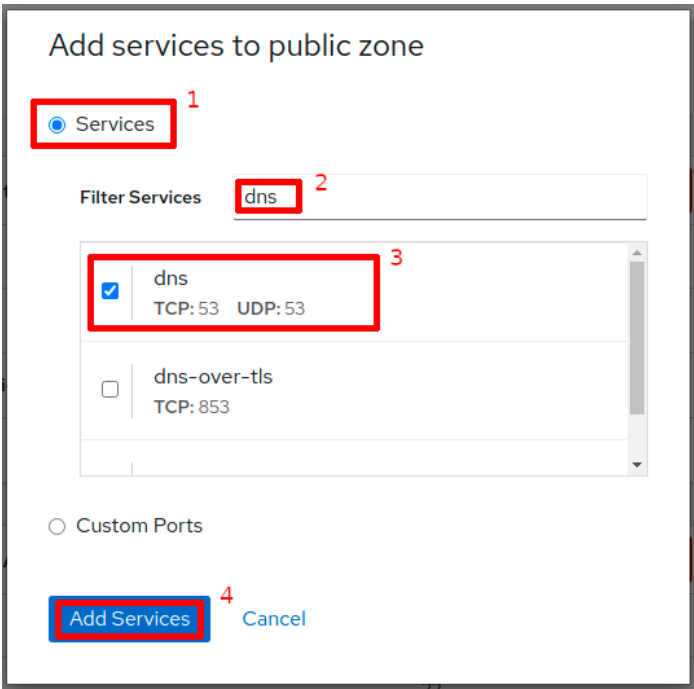 Add services to public zone
1
Services
Filter Services dns 2
3
dns
TCP: 53 UDP: 53
dns-over-tls
TCP: 853
Custom Ports
4
Add Services Cancel